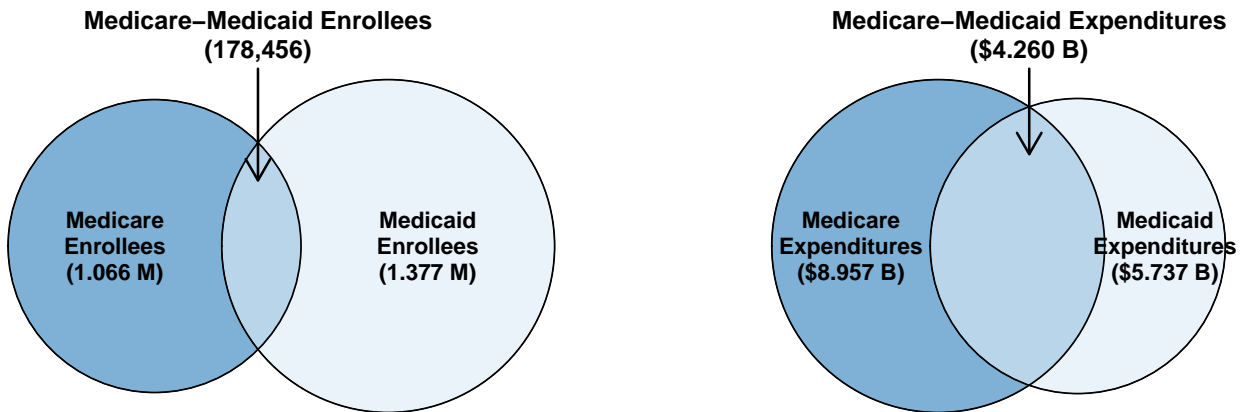 Medicare–Medicaid Enrollees
(178,456)
Medicare
Enrollees
(1.066 M)
Medicaid
Enrollees
(1.377 M)
Medicare–Medicaid Expenditures
($4.260 B)
Medicare
Expenditures
($8.957 B)
Medicaid
Expenditures
($5.737 B)